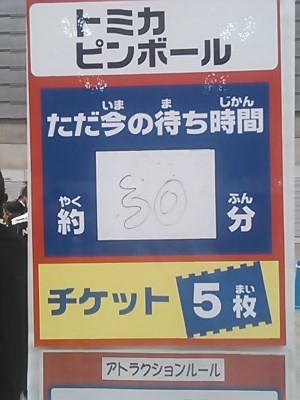 トミカ
ピンボール
いま ま じかん
ただ今の待ち時間
やく ふん
約 30 分
まい
チケット 5枚
アトラクションルール